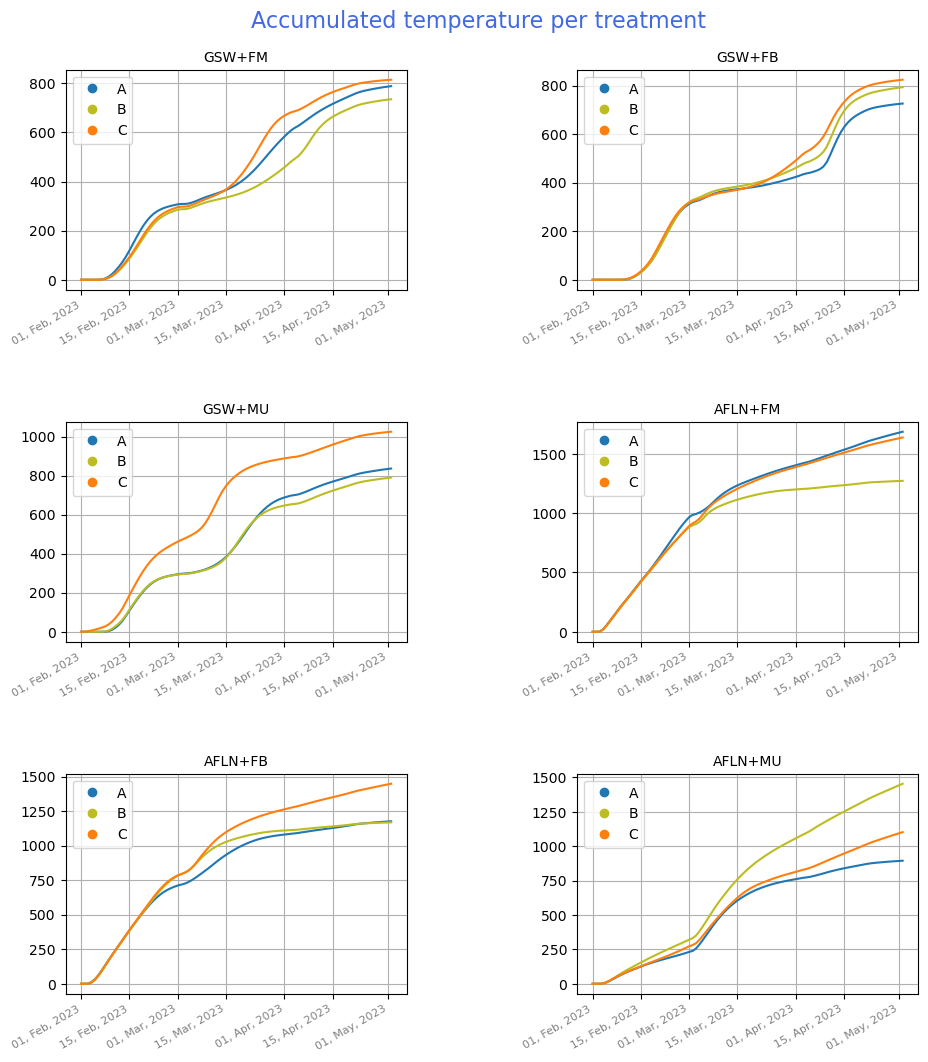 Accumulated temperature per treatment
GSW+FM
A
B
C
800
600
400
200
0
01, Feb, 2023
15, Feb, 2023
01, Mar, 2023
15, Mar, 2023
01, Apr, 2023
15, Apr, 2023
01, May, 2023
GSW+FB
A
B
C
800
600
400
200
0
01, Feb, 2023
15, Feb, 2023
01, Mar, 2023
15, Mar, 2023
01, Apr, 2023
15, Apr, 2023
01, May, 2023
GSW+MU
A
B
C
1000
800
600
400
200
0
01, Feb, 2023
15, Feb, 2023
01, Mar, 2023
15, Mar, 2023
01, Apr, 2023
15, Apr, 2023
01, May, 2023
AFLN+FM
A
B
C
1500
1000
500
0
01, Feb, 2023
15, Feb, 2023
01, Mar, 2023
15, Mar, 2023
01, Apr, 2023
15, Apr, 2023
01, May, 2023
AFLN+FB
A
B
C
1500
1250
1000
750
500
250
0
01, Feb, 2023
15, Feb, 2023
01, Mar, 2023
15, Mar, 2023
01, Apr, 2023
15, Apr, 2023
01, May, 2023
AFLN+MU
A
B
C
1500
1250
1000
750
500
250
0
01, Feb, 2023
15, Feb, 2023
01, Mar, 2023
15, Mar, 2023
01, Apr, 2023
15, Apr, 2023
01, May, 2023